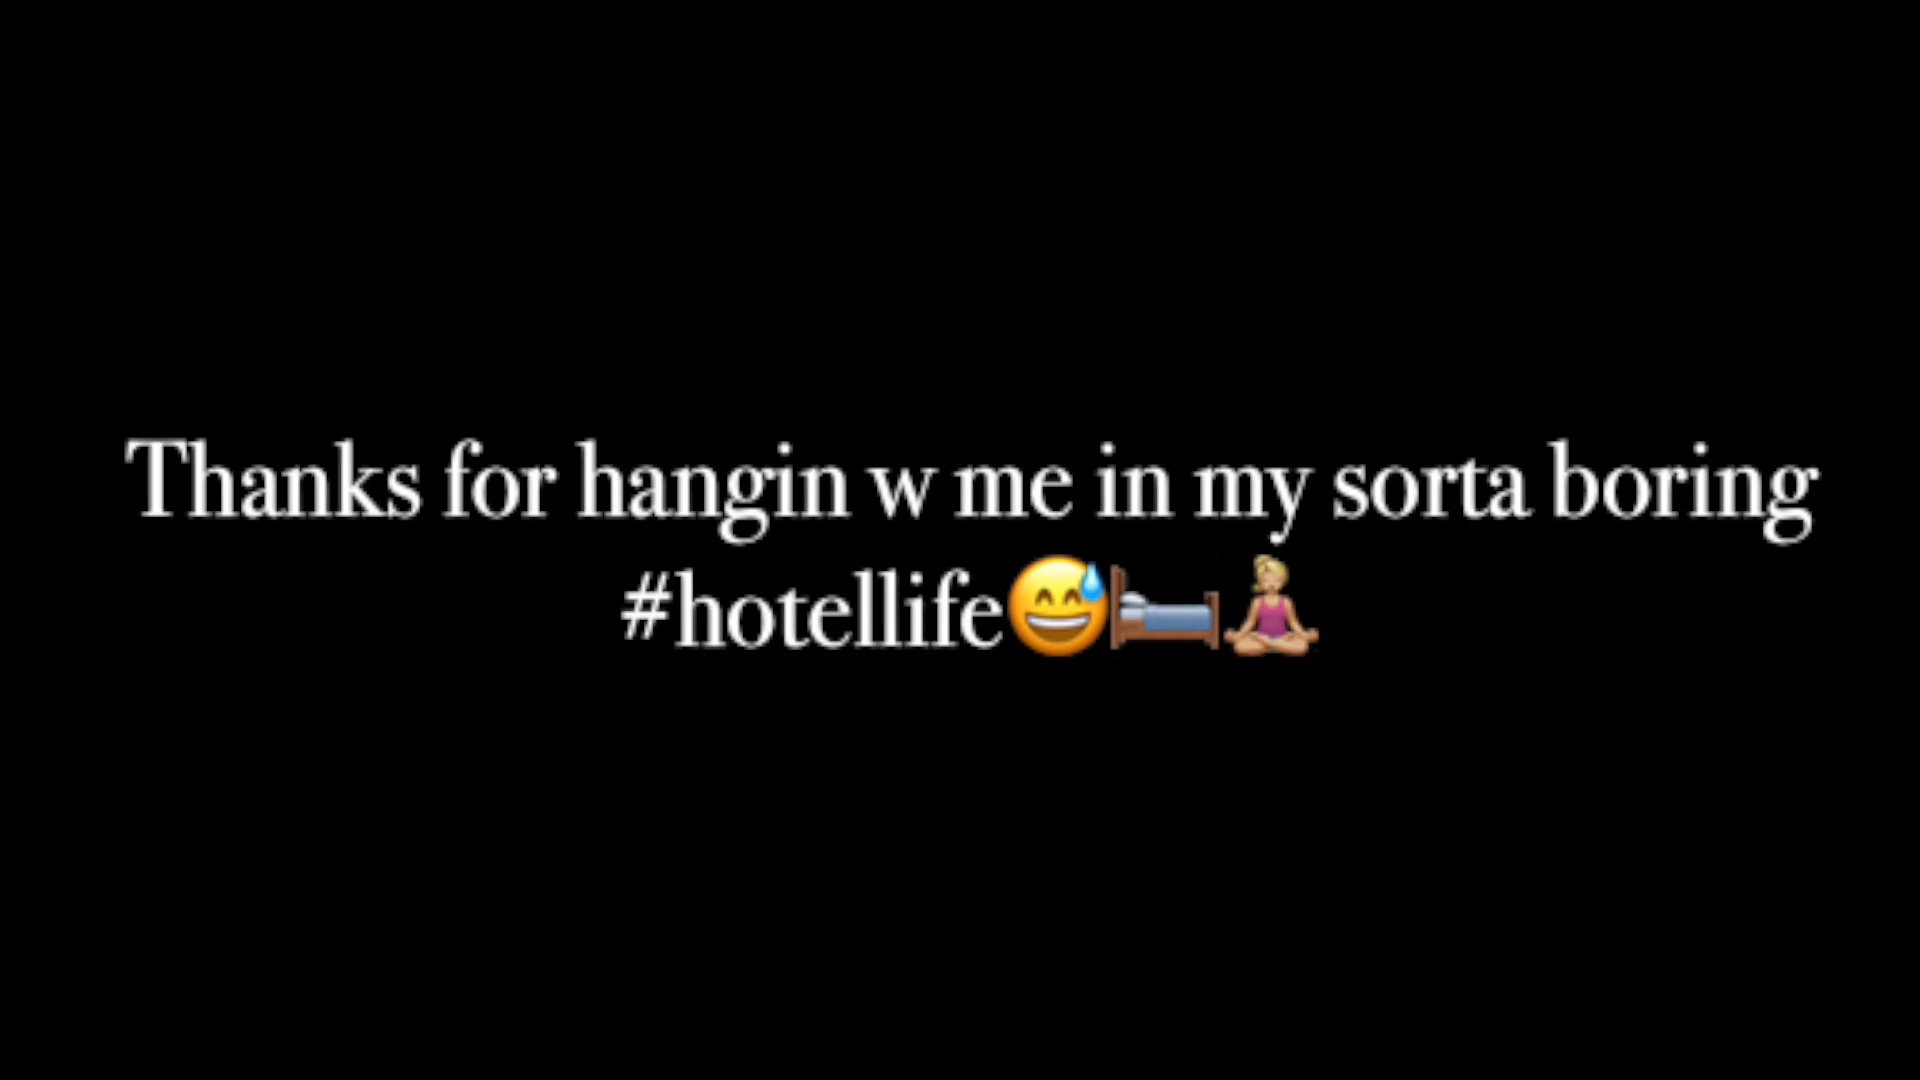 Thanks for hangin w me in my sorta boring
#hotellife😅🛏🧘🏼‍♀️